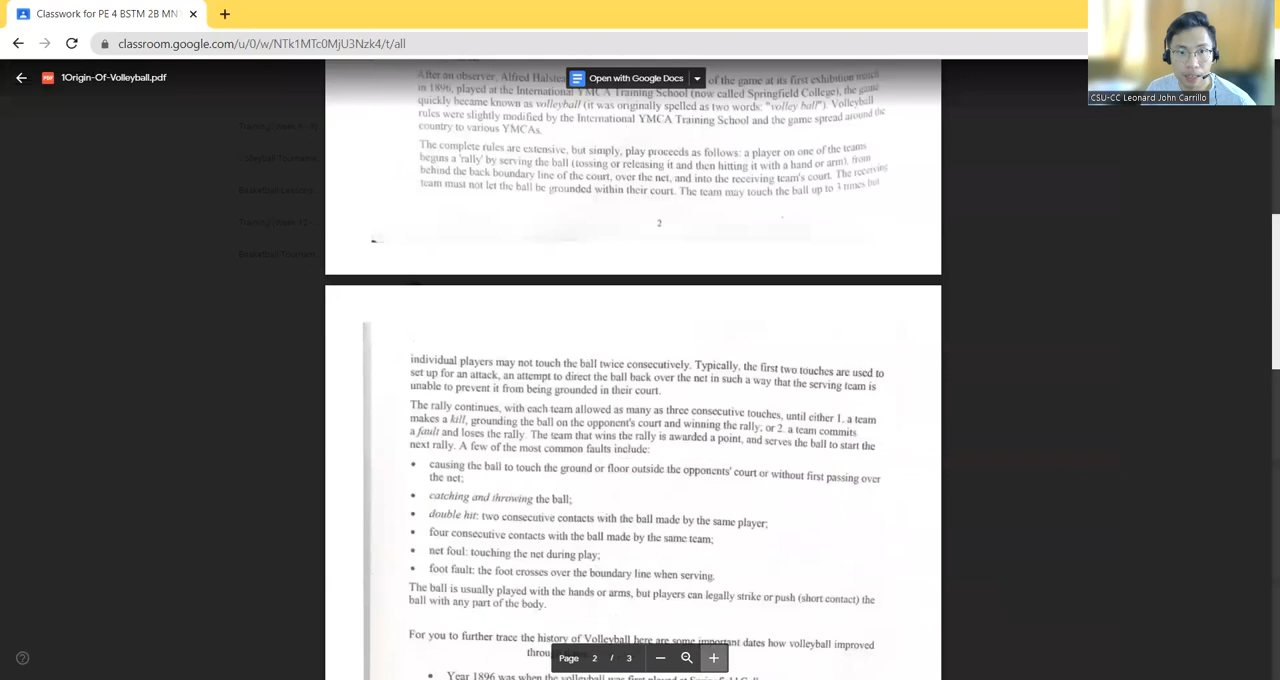 Classwork for PE 4 BSTM 2B MN
classroom.google.com/u/0/w/NTk1MTc0MjU3Nzk4/t/all
1Origin-Of-Volleyball.pdf
Open with Google Docs
CSU-CC Leonard John Carrillo
After an observer, Alfred Halstea of the game at its first exhibition match
in 1896, played at the International YMCA Training School (now called Springfield College), the game
quickly became known as volleyball (it was originally spelled as two words: "volley ball"). Volleyball
rules were slightly modified by the International YMCA Training School and the game spread around the
country to various YMCAs.
The complete rules are extensive, but simply, play proceeds as follows: a player on one of the teams
begins a 'rally' by serving the ball (tossing or releasing it and then hitting it with a hand or arm), from
behind the back boundary line of the court, over the net, and into the receiving team's court. The receiving
team must not let the ball be grounded within their court. The team may touch the ball up to 3 times but
2
individual players may not touch the ball twice consecutively. Typically, the first two touches are used to
set up for an attack, an attempt to direct the ball back over the net in such a way that the serving team is
unable to prevent it from being grounded in their court.
The rally continues, with each team allowed as many as three consecutive touches, until either 1. a team
makes a kill, grounding the ball on the opponent's court and winning the rally; or 2. a team commits
a fault and loses the rally. The team that wins the rally is awarded a point, and serves the ball to start the
next rally. A few of the most common faults include:
• causing the ball to touch the ground or floor outside the opponents' court or without first passing over
the net;
• catching and throwing the ball;
• double hit: two consecutive contacts with the ball made by the same player;
• four consecutive contacts with the ball made by the same team;
• net foul: touching the net during play;
• foot fault: the foot crosses over the boundary line when serving.
The ball is usually played with the hands or arms, but players can legally strike or push (short contact) the
ball with any part of the body.
For you to further trace the history of Volleyball here are some important dates how volleyball improved
throu
Page 2 / 3
• Year 1896 was when the volleyball was first played at Springfield